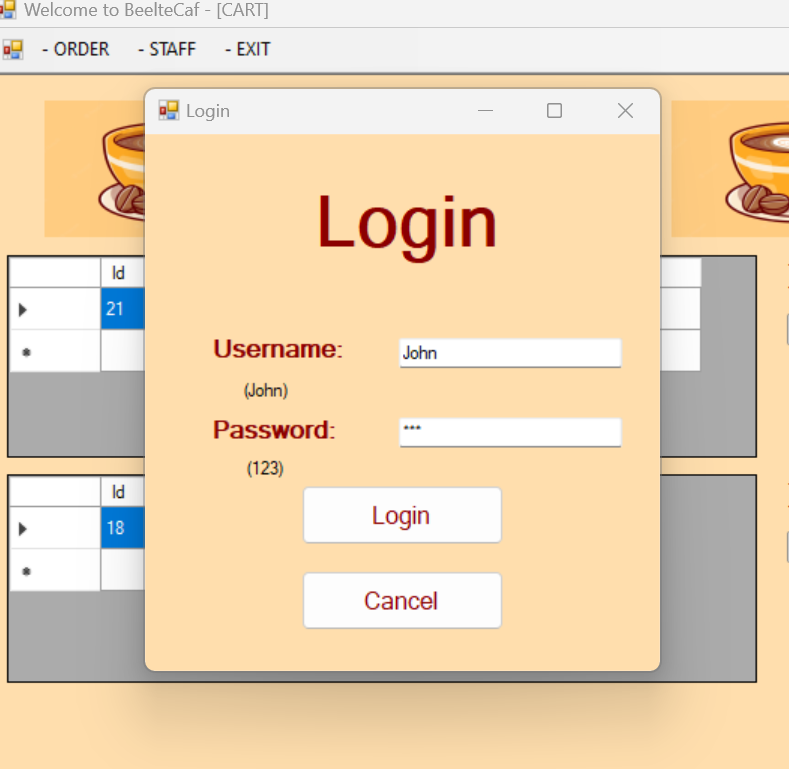 Welcome to BeelteCaf - [CART]
- ORDER - STAFF - EXIT
Login
Login
Id
21
Username: John
(John)
Password: ***
(123)
Id
18
Login
Cancel